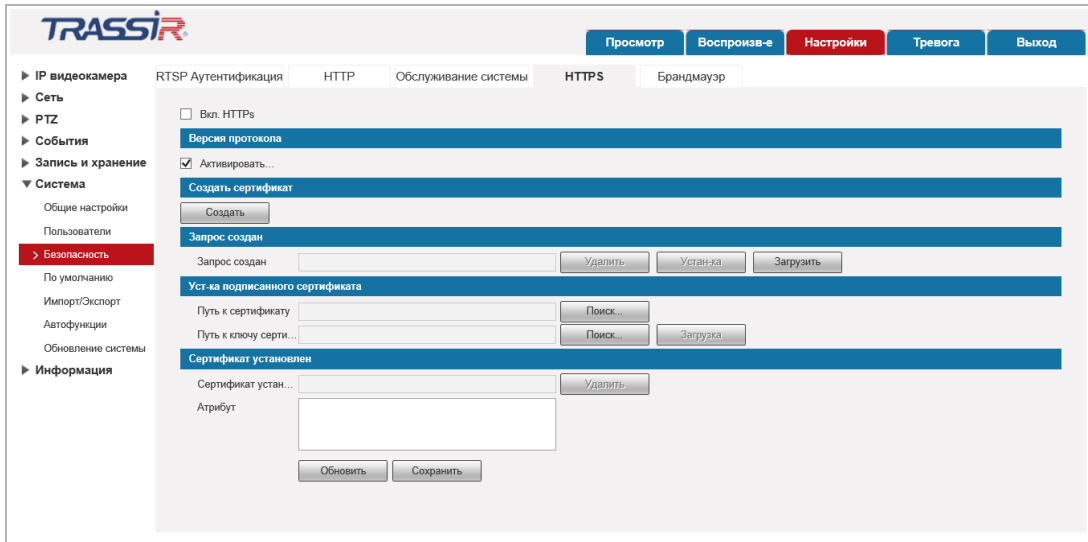 TRASSIR
Просмотр Воспроизв-е Настройки Тревога Выход
IP видеокамера
Сеть
PTZ
События
Запись и хранение
Система
Общие настройки
Пользователи
Безопасность
По умолчанию
Импорт/Экспорт
Автофункции
Обновление системы
Информация
RTSP Аутентификация HTTP Обслуживание системы HTTPS Брандмауэр
Вкл. HTTPs
Версия протокола
Активировать...
Создать сертификат
Создать
Запрос создан
Запрос создан Удалить Устан-ка Загрузить
Уст-ка подписанного сертификата
Путь к сертификату Поиск...
Путь к ключу серти... Поиск... Загрузка
Сертификат установлен
Сертификат устан... Удалить
Атрибут
Обновить Сохранить